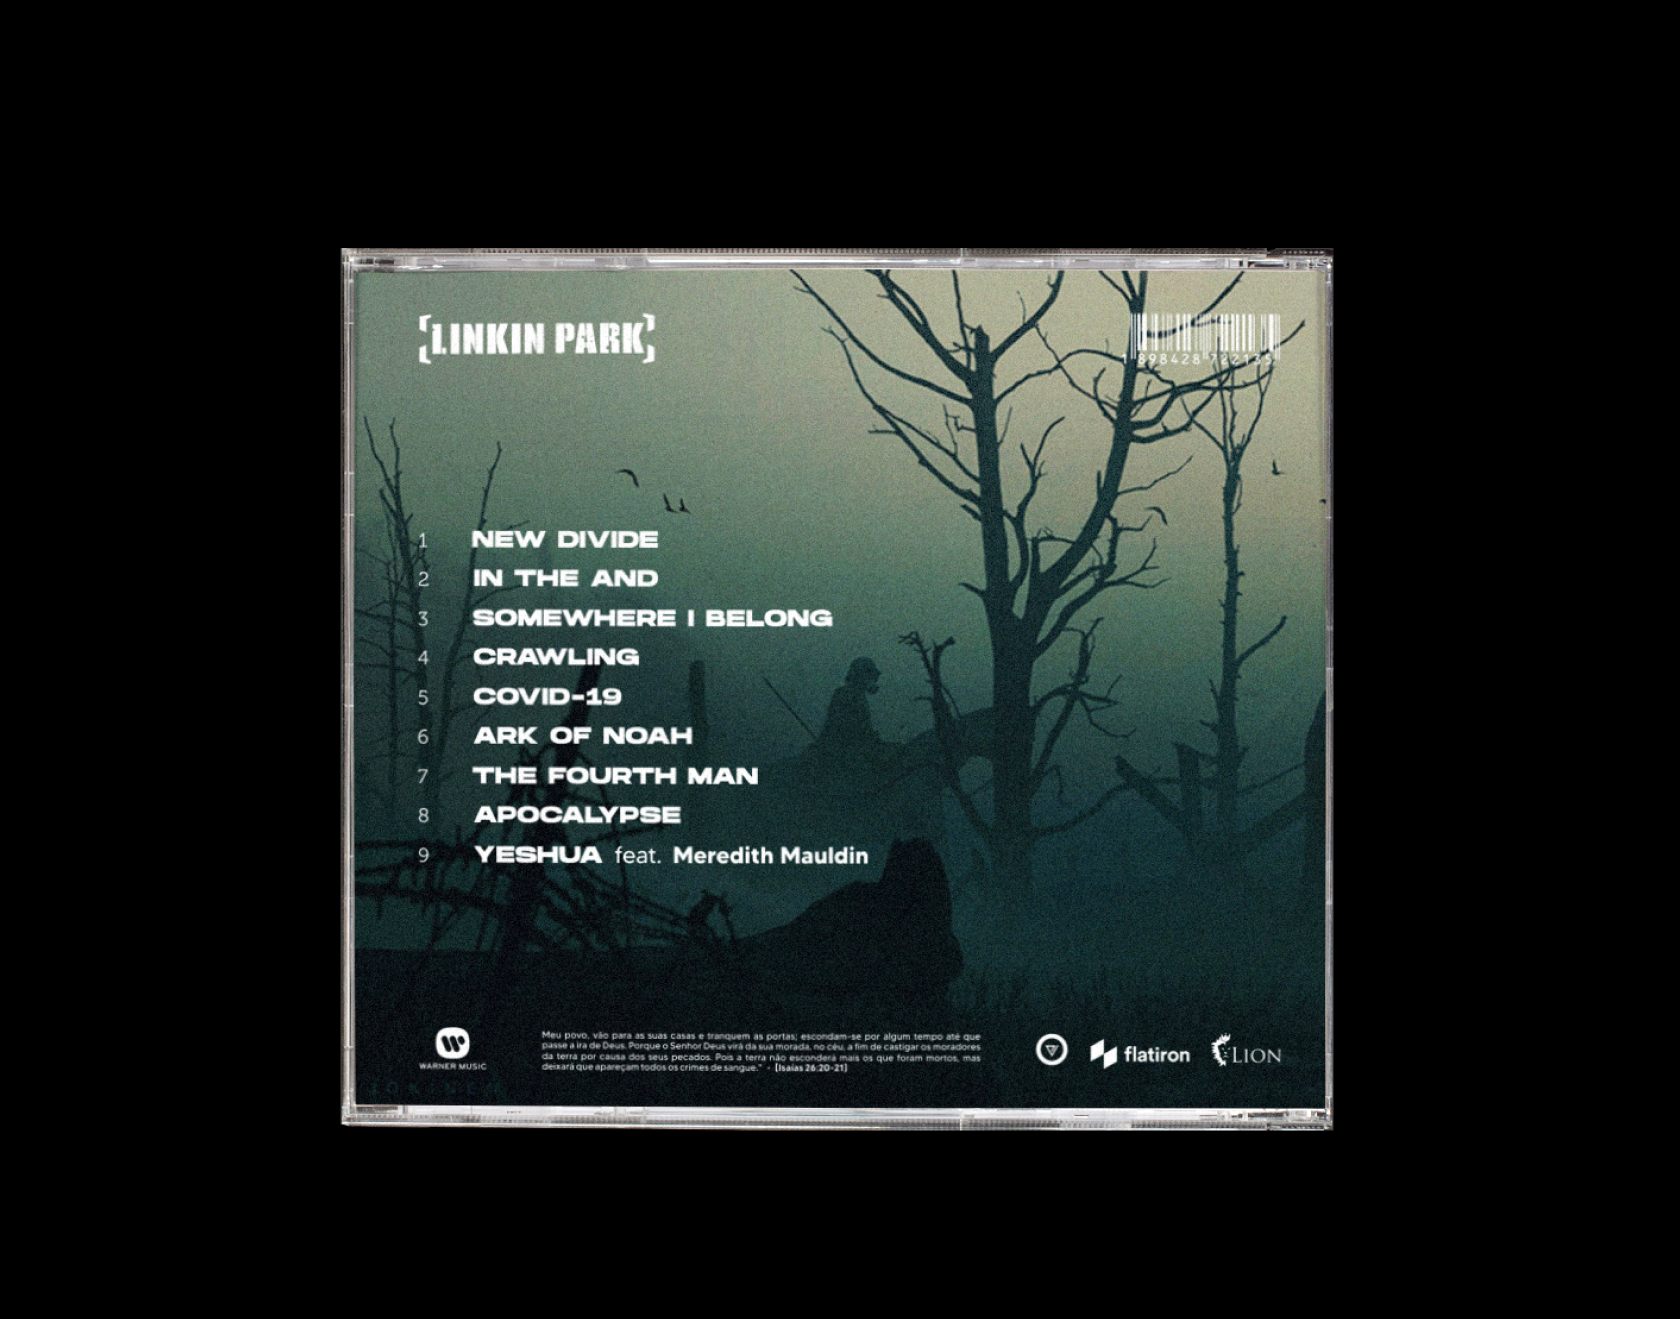 [LINKIN PARK]
1 898428 722135
1 NEW DIVIDE
2 IN THE AND
3 SOMEWHERE I BELONG
4 CRAWLING
5 COVID-19
6 ARK OF NOAH
7 THE FOURTH MAN
8 APOCALYPSE
9 YESHUA feat. Meredith Mauldin
WARNER MUSIC
Meu povo, vão para as suas casas e tranquem as portas; escondam-se por algum tempo até que
passe a ira de Deus. Porque o Senhor Deus virá da sua morada, no céu, a fim de castigar os moradores
da terra por causa dos seus pecados. Pois a terra não esconderá mais os que foram mortos, mas
deixará que apareçam todos os crimes de sangue." - [Isaías 26:20-21]
flatiron
LION